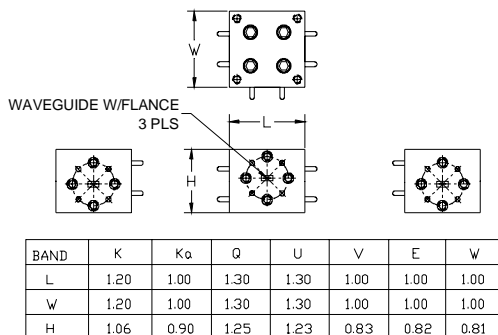 W
WAVEGUIDE W/FLANCE
3 PLS
L
H
BAND K Ka Q U V E W
L 1.20 1.00 1.30 1.30 1.00 1.00 1.00
W 1.20 1.00 1.30 1.30 1.00 1.00 1.00
H 1.06 0.90 1.25 1.23 0.83 0.82 0.81